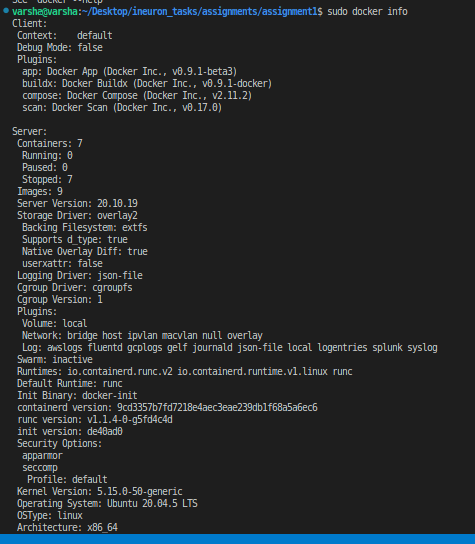 See 'docker --help'
varsha@varsha:~/Desktop/ineuron_tasks/assignments/assignment1$ sudo docker info
Client:
 Context:    default
 Debug Mode: false
 Plugins:
  app: Docker App (Docker Inc., v0.9.1-beta3)
  buildx: Docker Buildx (Docker Inc., v0.9.1-docker)
  compose: Docker Compose (Docker Inc., v2.11.2)
  scan: Docker Scan (Docker Inc., v0.17.0)

Server:
 Containers: 7
  Running: 0
  Paused: 0
  Stopped: 7
 Images: 9
 Server Version: 20.10.19
 Storage Driver: overlay2
  Backing Filesystem: extfs
  Supports d_type: true
  Native Overlay Diff: true
  userxattr: false
 Logging Driver: json-file
 Cgroup Driver: cgroupfs
 Cgroup Version: 1
 Plugins:
  Volume: local
  Network: bridge host ipvlan macvlan null overlay
  Log: awslogs fluentd gcplogs gelf journald json-file local logentries splunk syslog
 Swarm: inactive
 Runtimes: io.containerd.runc.v2 io.containerd.runtime.v1.linux runc
 Default Runtime: runc
 Init Binary: docker-init
 containerd version: 9cd3357b7fd7218e4aec3eae239db1f68a5a6ec6
 runc version: v1.1.4-0-g5fd4c4d
 init version: de40ad0
 Security Options:
  apparmor
  seccomp
   Profile: default
 Kernel Version: 5.15.0-50-generic
 Operating System: Ubuntu 20.04.5 LTS
 OSType: linux
 Architecture: x86_64